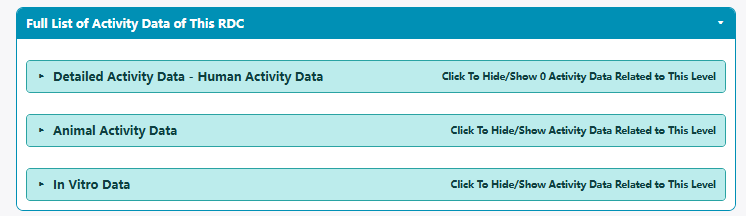 Full List of Activity Data of This RDC
Detailed Activity Data - Human Activity Data Click To Hide/Show 0 Activity Data Related to This Level
Animal Activity Data Click To Hide/Show Activity Data Related to This Level
In Vitro Data Click To Hide/Show Activity Data Related to This Level